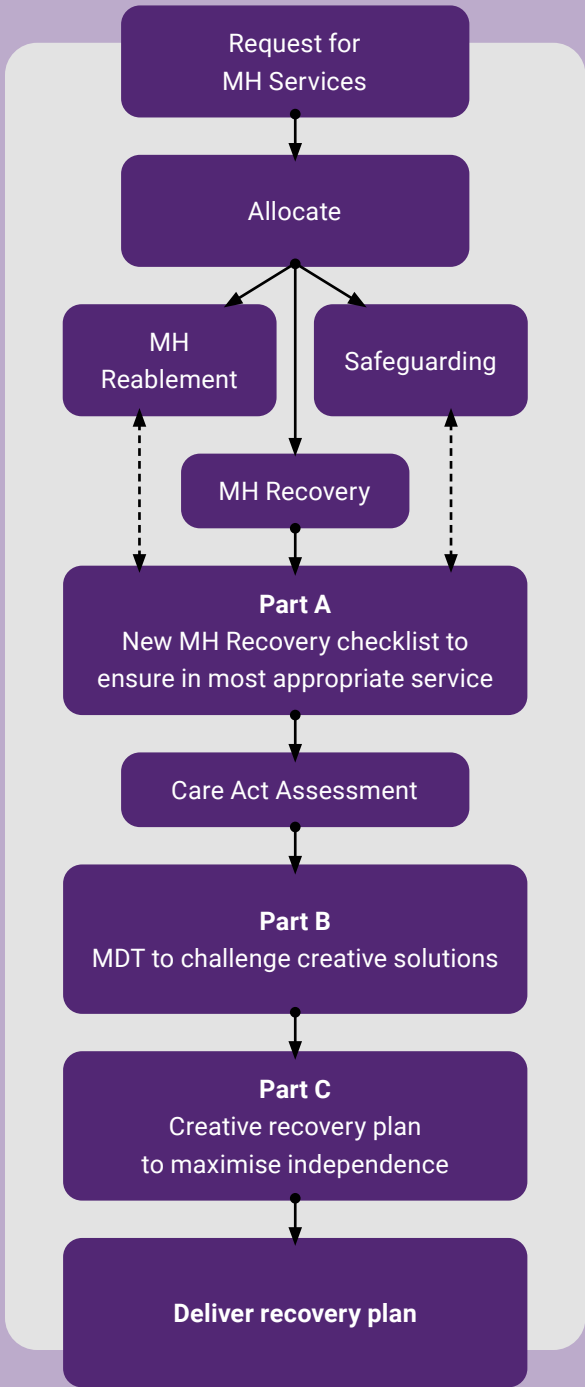 Request for
MH Services
Allocate
MH
Reablement
Safeguarding
MH Recovery
Part A
New MH Recovery checklist to
ensure in most appropriate service
Care Act Assessment
Part B
MDT to challenge creative solutions
Part C
Creative recovery plan
to maximise independence
Deliver recovery plan